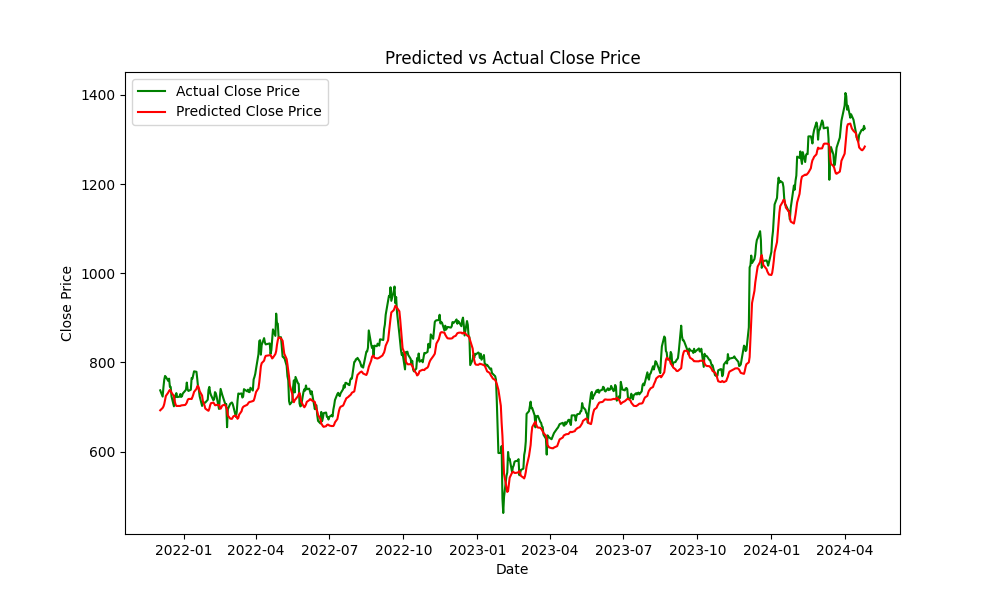 Predicted vs Actual Close Price
Actual Close Price
Predicted Close Price
Close Price
1400
1200
1000
800
600
2022-01 2022-04 2022-07 2022-10 2023-01 2023-04 2023-07 2023-10 2024-01 2024-04
Date